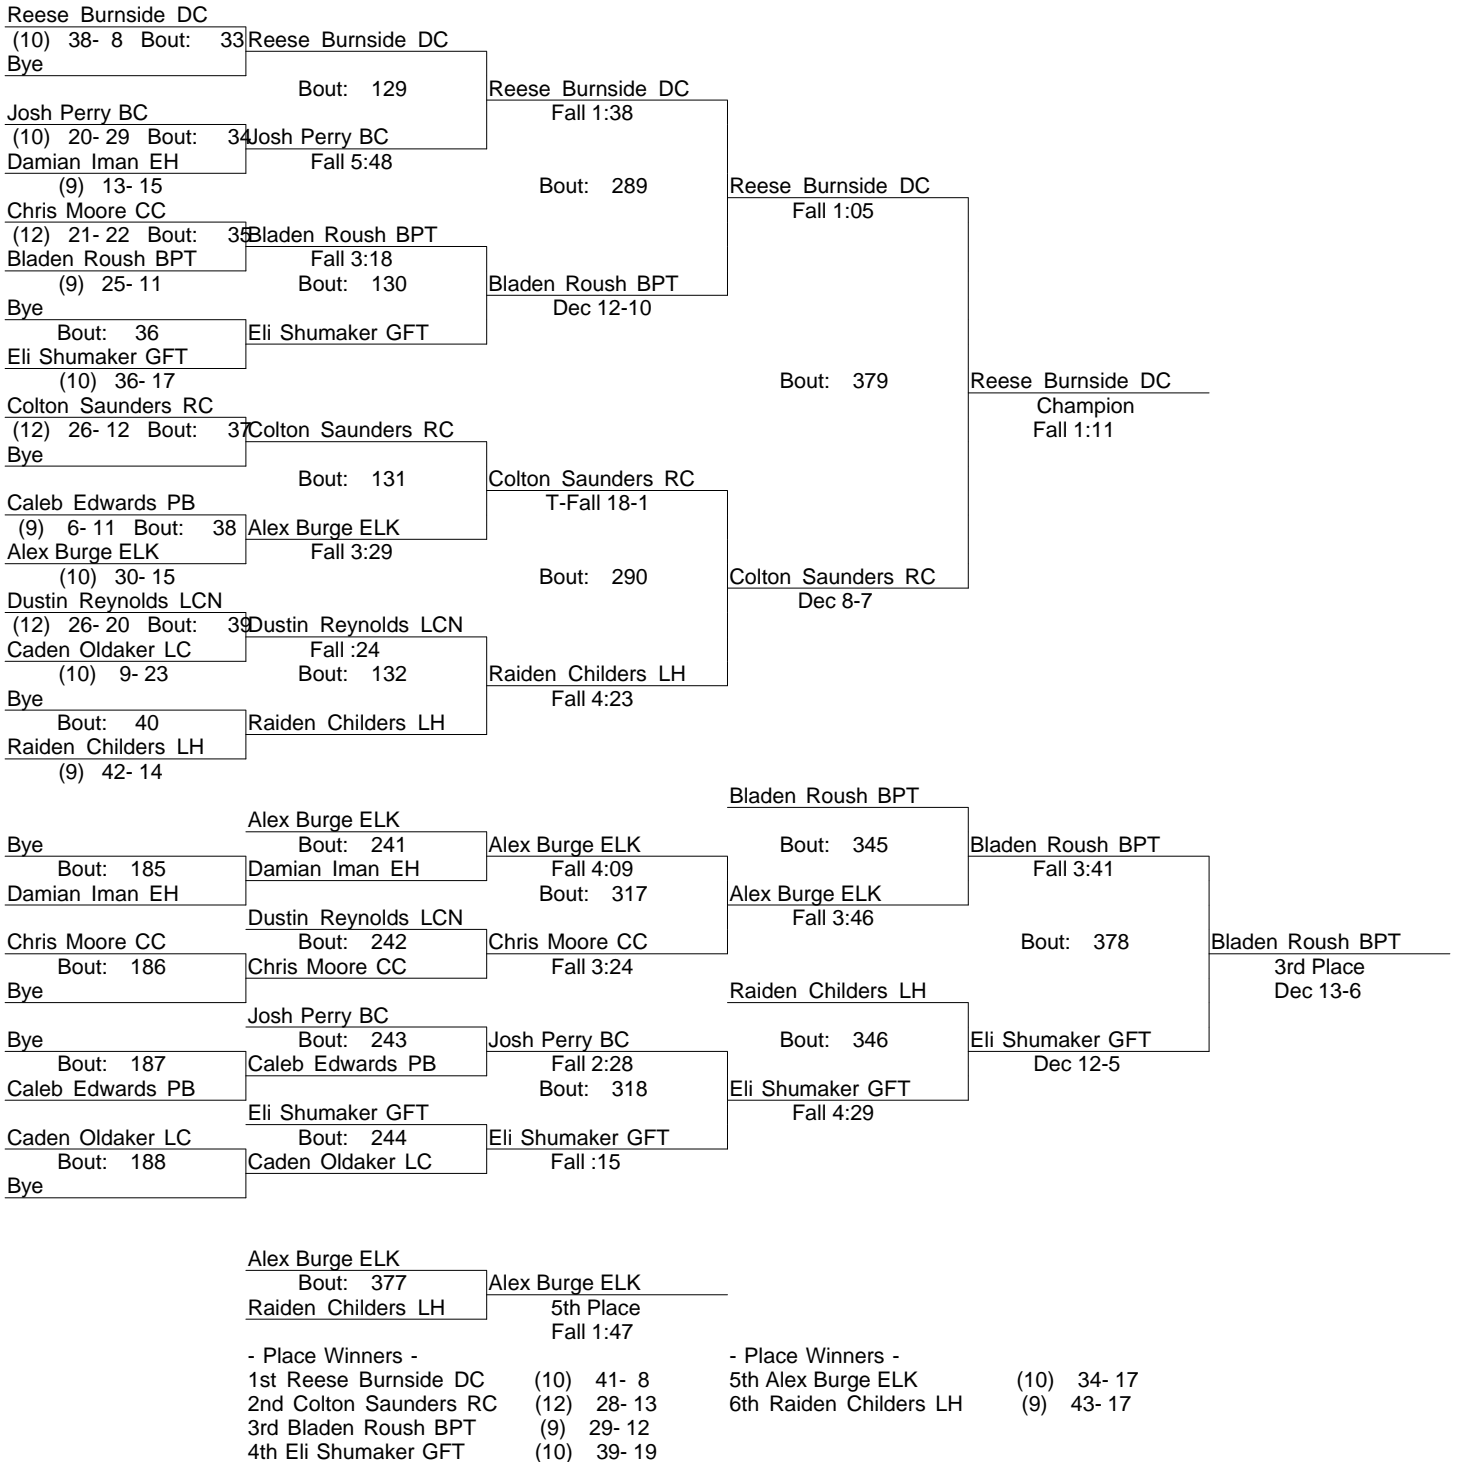 Reese Burnside DC
(10) 38- 8 Bout: 33 Reese Burnside DC
Bye
Bout: 129 Reese Burnside DC
Josh Perry BC Fall 1:38
(10) 20- 29 Bout: 34 Josh Perry BC
Damian Iman EH Fall 5:48
(9) 13- 15 Bout: 289 Reese Burnside DC
Chris Moore CC Fall 1:05
(12) 21- 22 Bout: 35 Bladen Roush BPT
Bladen Roush BPT Fall 3:18
(9) 25- 11 Bout: 130 Bladen Roush BPT
Bye Dec 12-10
Bout: 36 Eli Shumaker GFT
Eli Shumaker GFT
(10) 36- 17 Bout: 379 Reese Burnside DC
Colton Saunders RC Champion
(12) 26- 12 Bout: 37 Colton Saunders RC Fall 1:11
Bye
Bout: 131 Colton Saunders RC
Caleb Edwards PB T-Fall 18-1
(9) 6- 11 Bout: 38 Alex Burge ELK
Alex Burge ELK Fall 3:29
(10) 30- 15 Bout: 290 Colton Saunders RC
Dustin Reynolds LCN Dec 8-7
(12) 26- 20 Bout: 39 Dustin Reynolds LCN
Caden Oldaker LC Fall :24
(10) 9- 23 Bout: 132 Raiden Childers LH
Bye Fall 4:23
Bout: 40 Raiden Childers LH
Raiden Childers LH
(9) 42- 14
Bladen Roush BPT
Alex Burge ELK
Bye Bout: 241 Alex Burge ELK Bout: 345 Bladen Roush BPT
Bout: 185 Damian Iman EH Fall 4:09 Fall 3:41
Damian Iman EH Bout: 317 Alex Burge ELK
Dustin Reynolds LCN Fall 3:46
Chris Moore CC Bout: 242 Chris Moore CC Bout: 378 Bladen Roush BPT
Bout: 186 Chris Moore CC Fall 3:24 3rd Place
Bye Raiden Childers LH Dec 13-6
Josh Perry BC
Bye Bout: 243 Josh Perry BC Bout: 346 Eli Shumaker GFT
Bout: 187 Caleb Edwards PB Fall 2:28 Dec 12-5
Caleb Edwards PB Bout: 318 Eli Shumaker GFT
Eli Shumaker GFT Fall 4:29
Caden Oldaker LC Bout: 244 Eli Shumaker GFT
Bout: 188 Caden Oldaker LC Fall :15
Bye
Alex Burge ELK
Bout: 377 Alex Burge ELK
Raiden Childers LH 5th Place
Fall 1:47
- Place Winners - - Place Winners -
1st Reese Burnside DC (10) 41- 8 5th Alex Burge ELK (10) 34- 17
2nd Colton Saunders RC (12) 28- 13 6th Raiden Childers LH (9) 43- 17
3rd Bladen Roush BPT (9) 29- 12
4th Eli Shumaker GFT (10) 39- 19